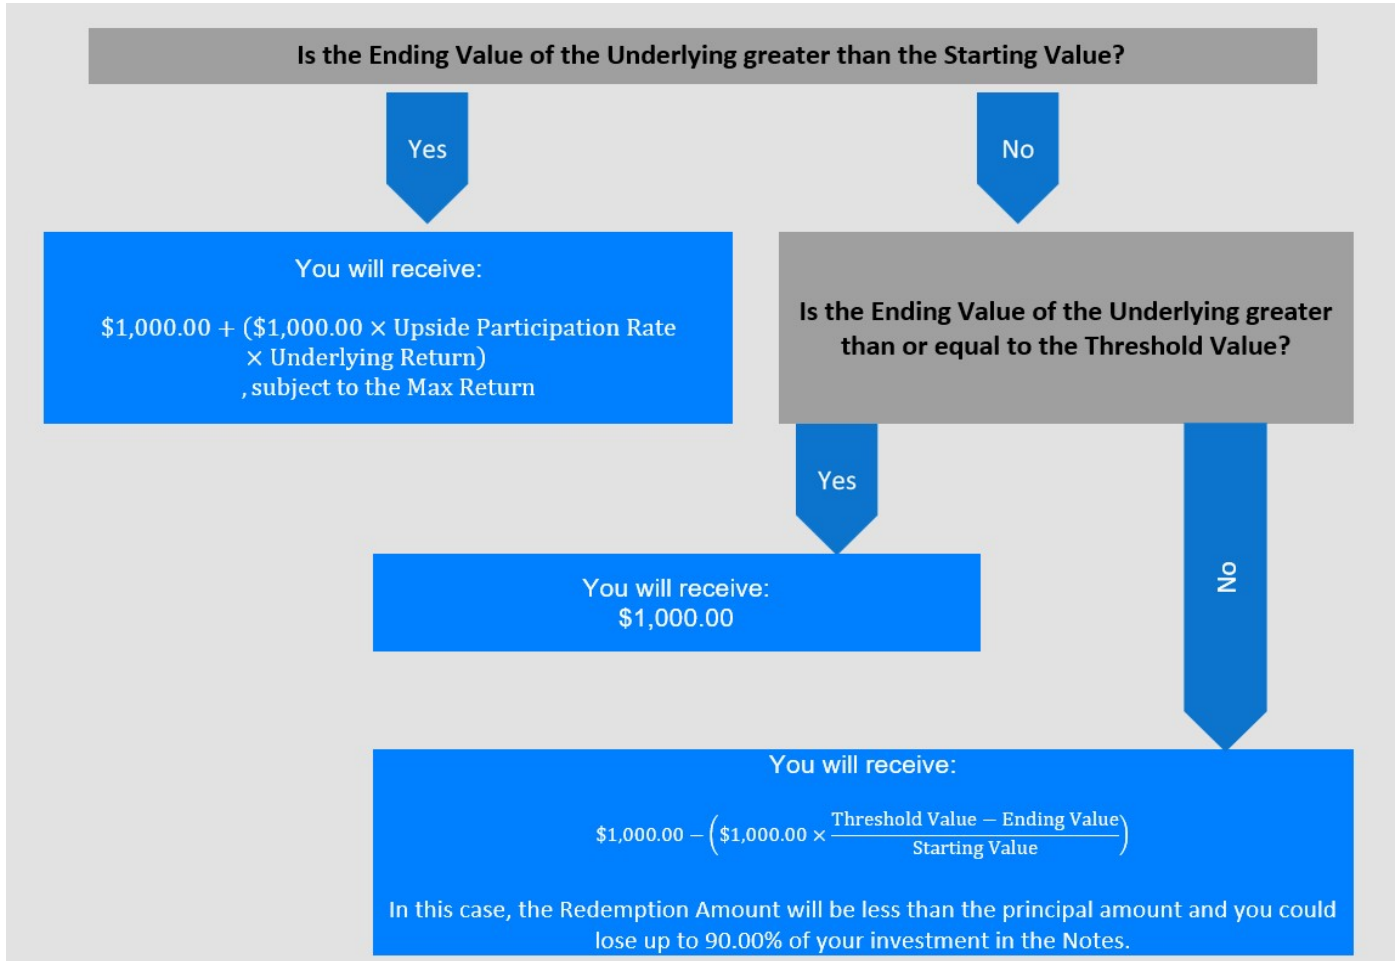 Is the Ending Value of the Underlying greater than the Starting Value?
Yes
No
You will receive:
$1,000.00 + ($1,000.00 × Upside Participation Rate
× Underlying Return)
, subject to the Max Return
Is the Ending Value of the Underlying greater
than or equal to the Threshold Value?
Yes
No
You will receive:
$1,000.00
You will receive:
$1,000.00 − ($1,000.00 × (Threshold Value − Ending Value) / Starting Value)
In this case, the Redemption Amount will be less than the principal amount and you could
lose up to 90.00% of your investment in the Notes.